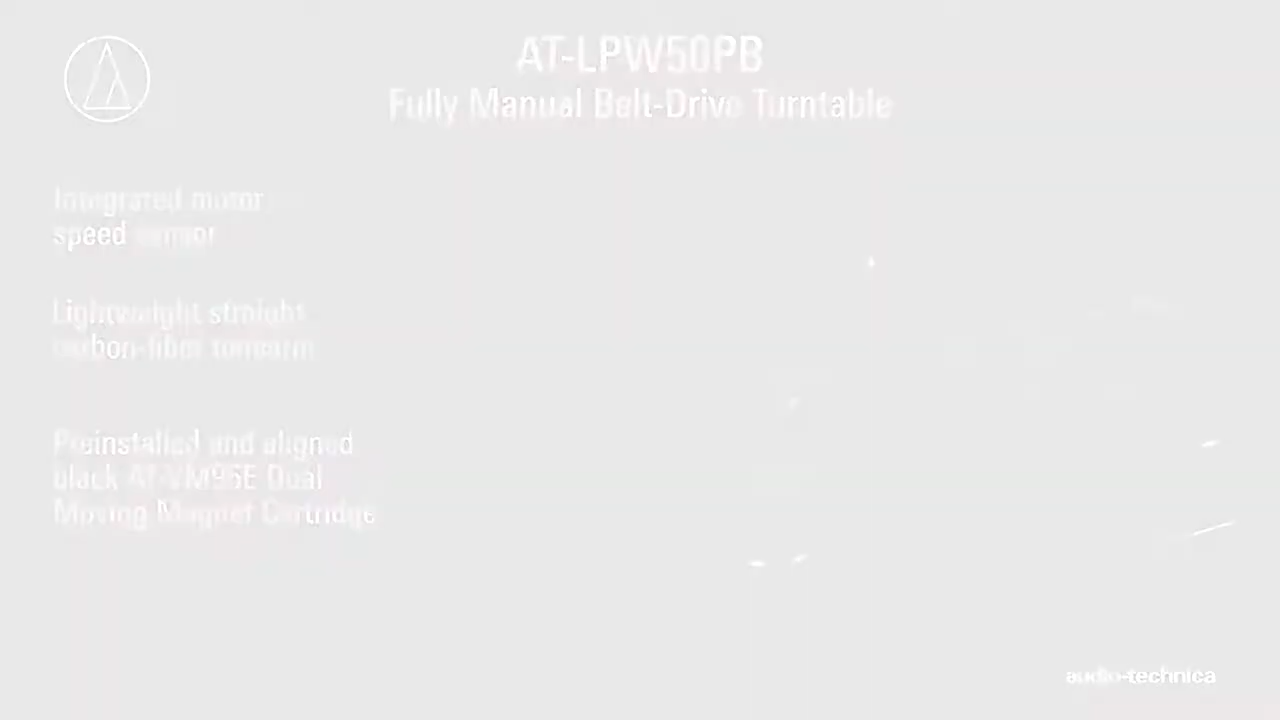 AT-LPW50PB
Fully Manual Belt-Drive Turntable
Integrated motor
speed sensor
Lightweight straight
carbon-fiber tonearm
Preinstalled and aligned
black AT-VM95E Dual
Moving Magnet Cartridge
audio-technica